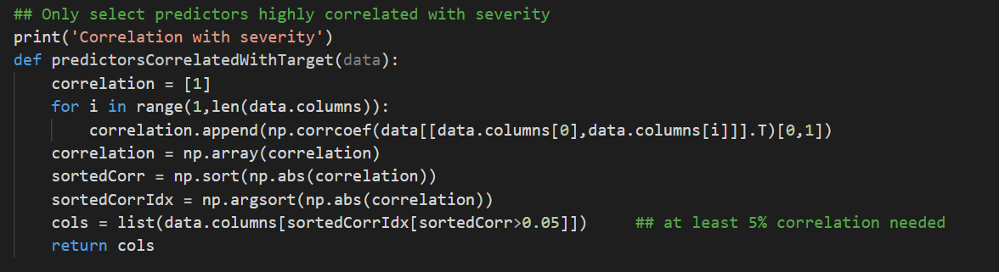 ## Only select predictors highly correlated with severity
print('Correlation with severity')
def predictorsCorrelatedWithTarget(data):
    correlation = [1]
    for i in range(1,len(data.columns)):
        correlation.append(np.corrcoef(data[[data.columns[0],data.columns[i]]].T)[0,1])
    correlation = np.array(correlation)
    sortedCorr = np.sort(np.abs(correlation))
    sortedCorrIdx = np.argsort(np.abs(correlation))
    cols = list(data.columns[sortedCorrIdx[sortedCorr>0.05]])     ## at least 5% correlation needed
    return cols